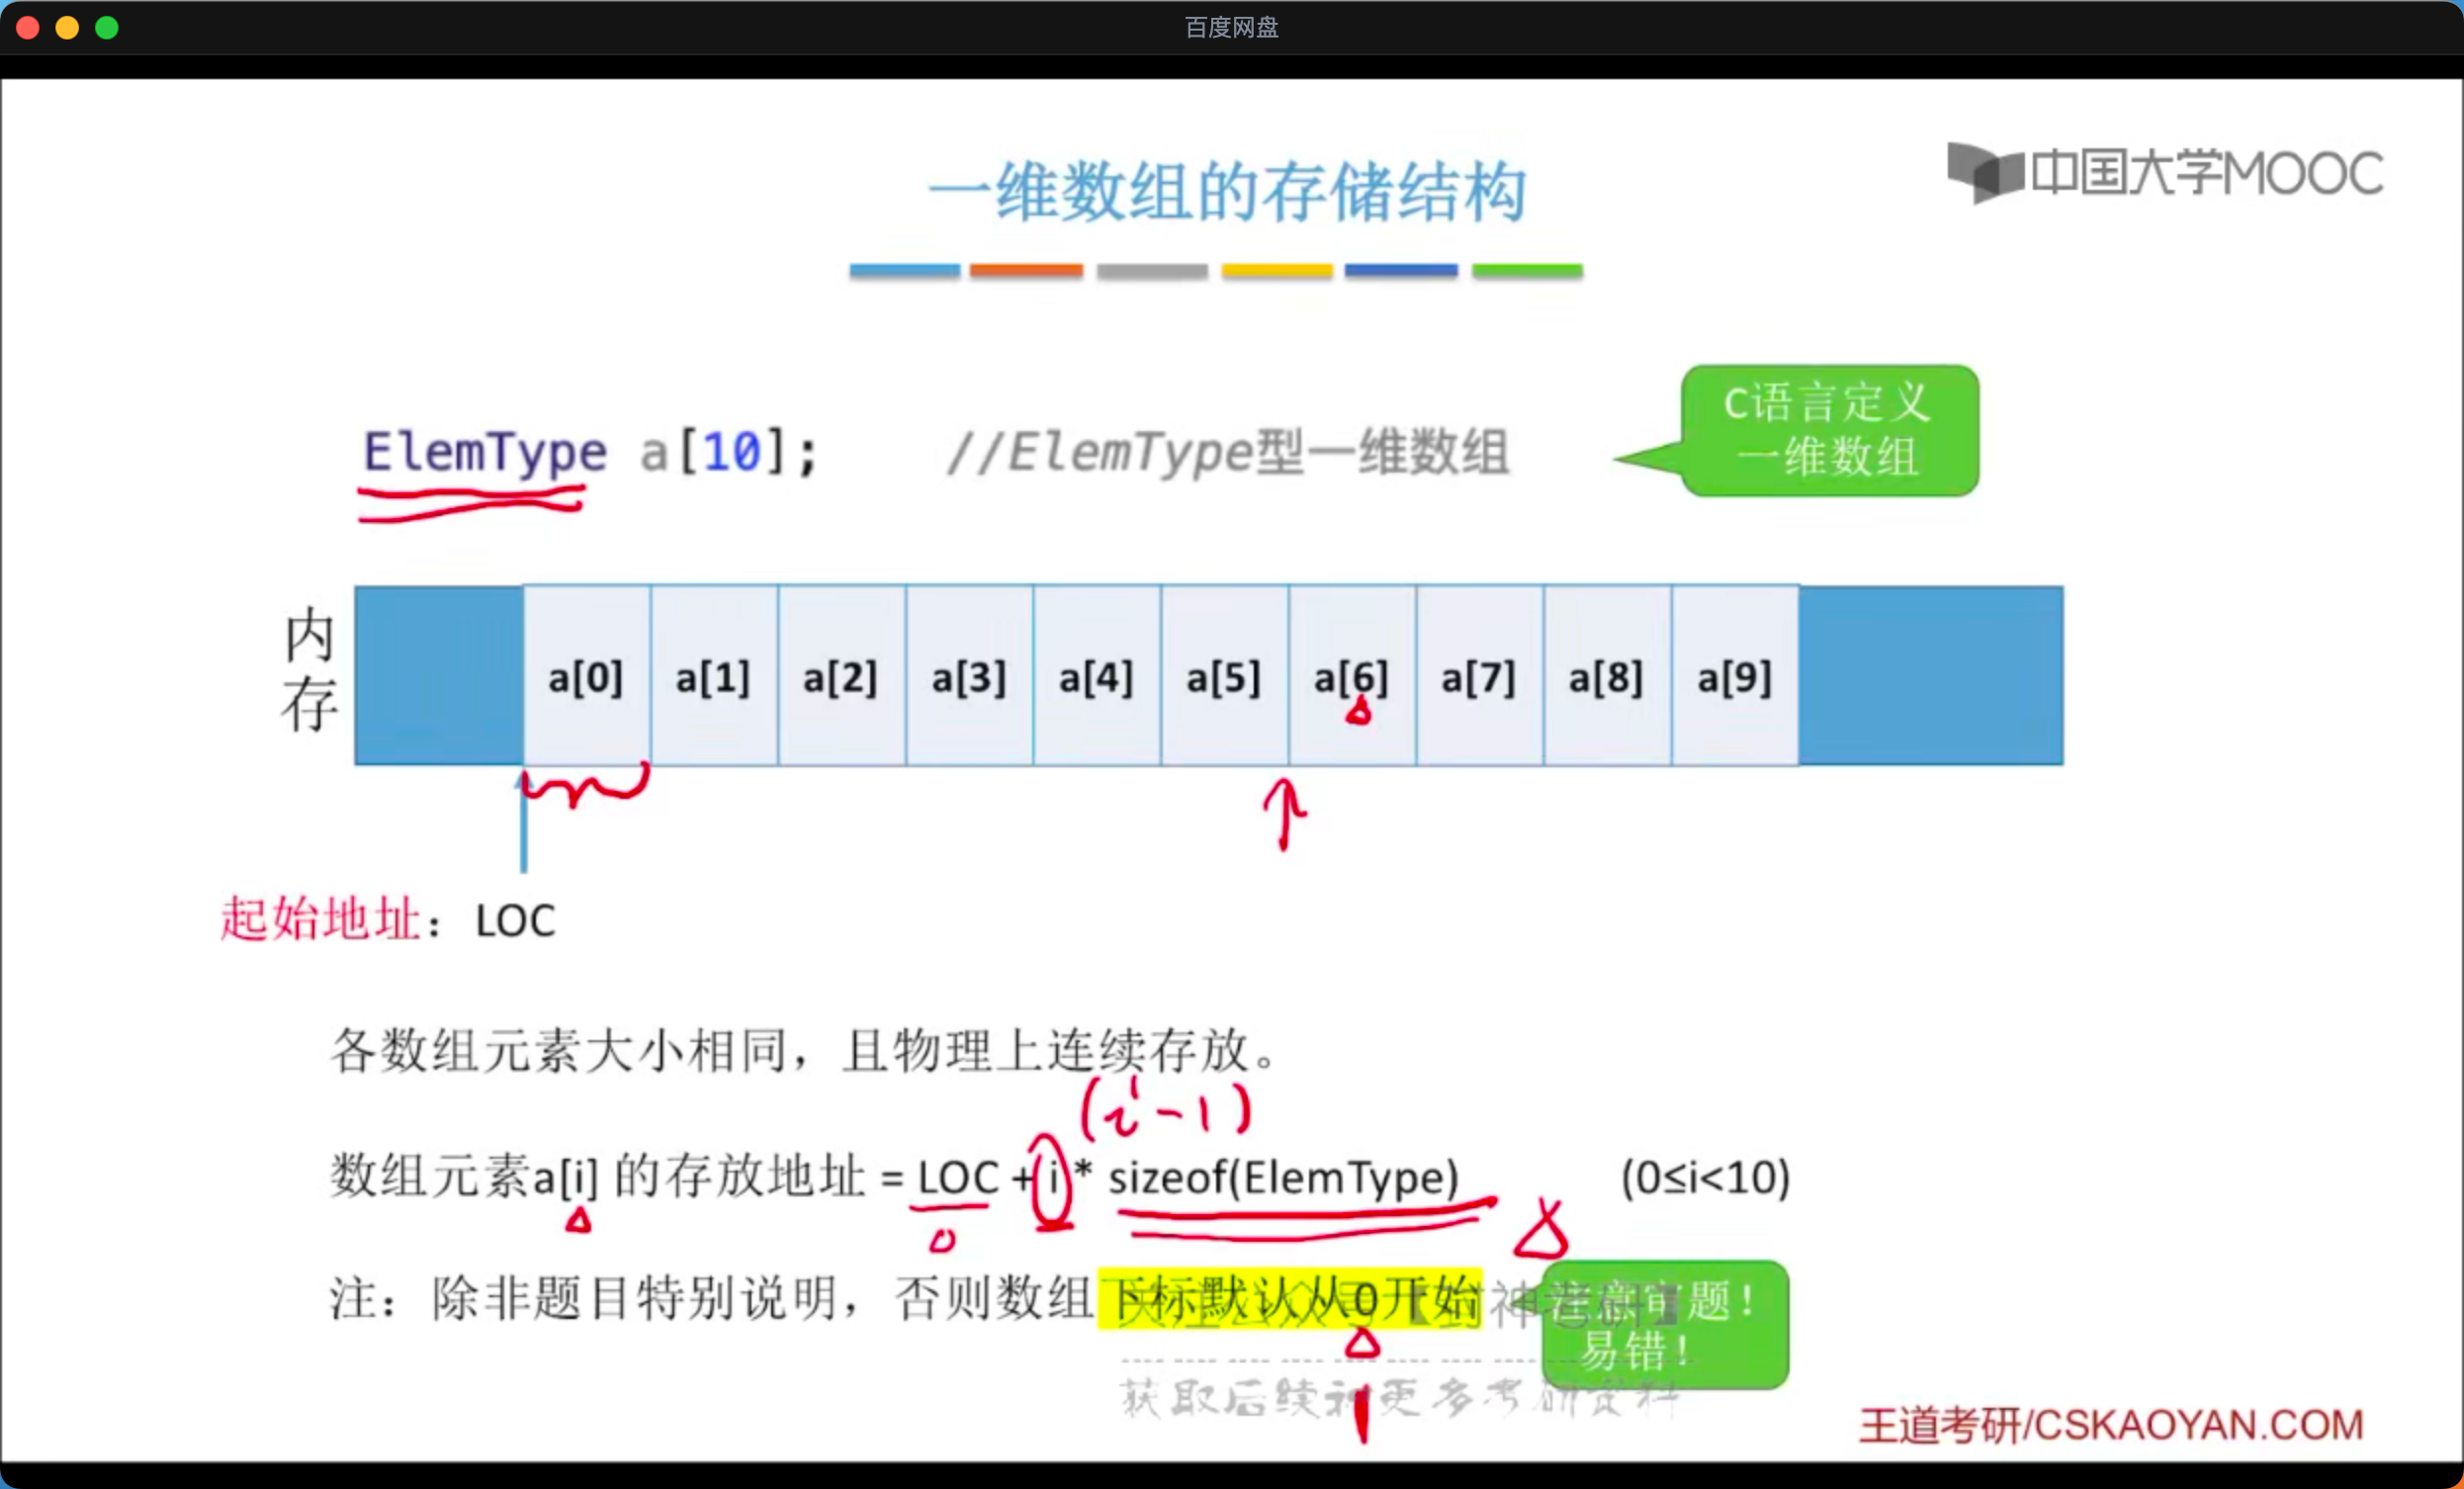 百度网盘
一维数组的存储结构
中国大学MOOC
C语言定义
一维数组
ElemType a[10]; //ElemType型一维数组
内存
a[0] a[1] a[2] a[3] a[4] a[5] a[6] a[7] a[8] a[9]
起始地址：LOC
各数组元素大小相同，且物理上连续存放。
(i-1)
数组元素a[i] 的存放地址 = LOC + i * sizeof(ElemType) (0≤i<10)
注：除非题目特别说明，否则数组下标默认从0开始
注意审题！
易错！
1
获取后续和更多考研资料
王道考研/CSKAOYAN.COM